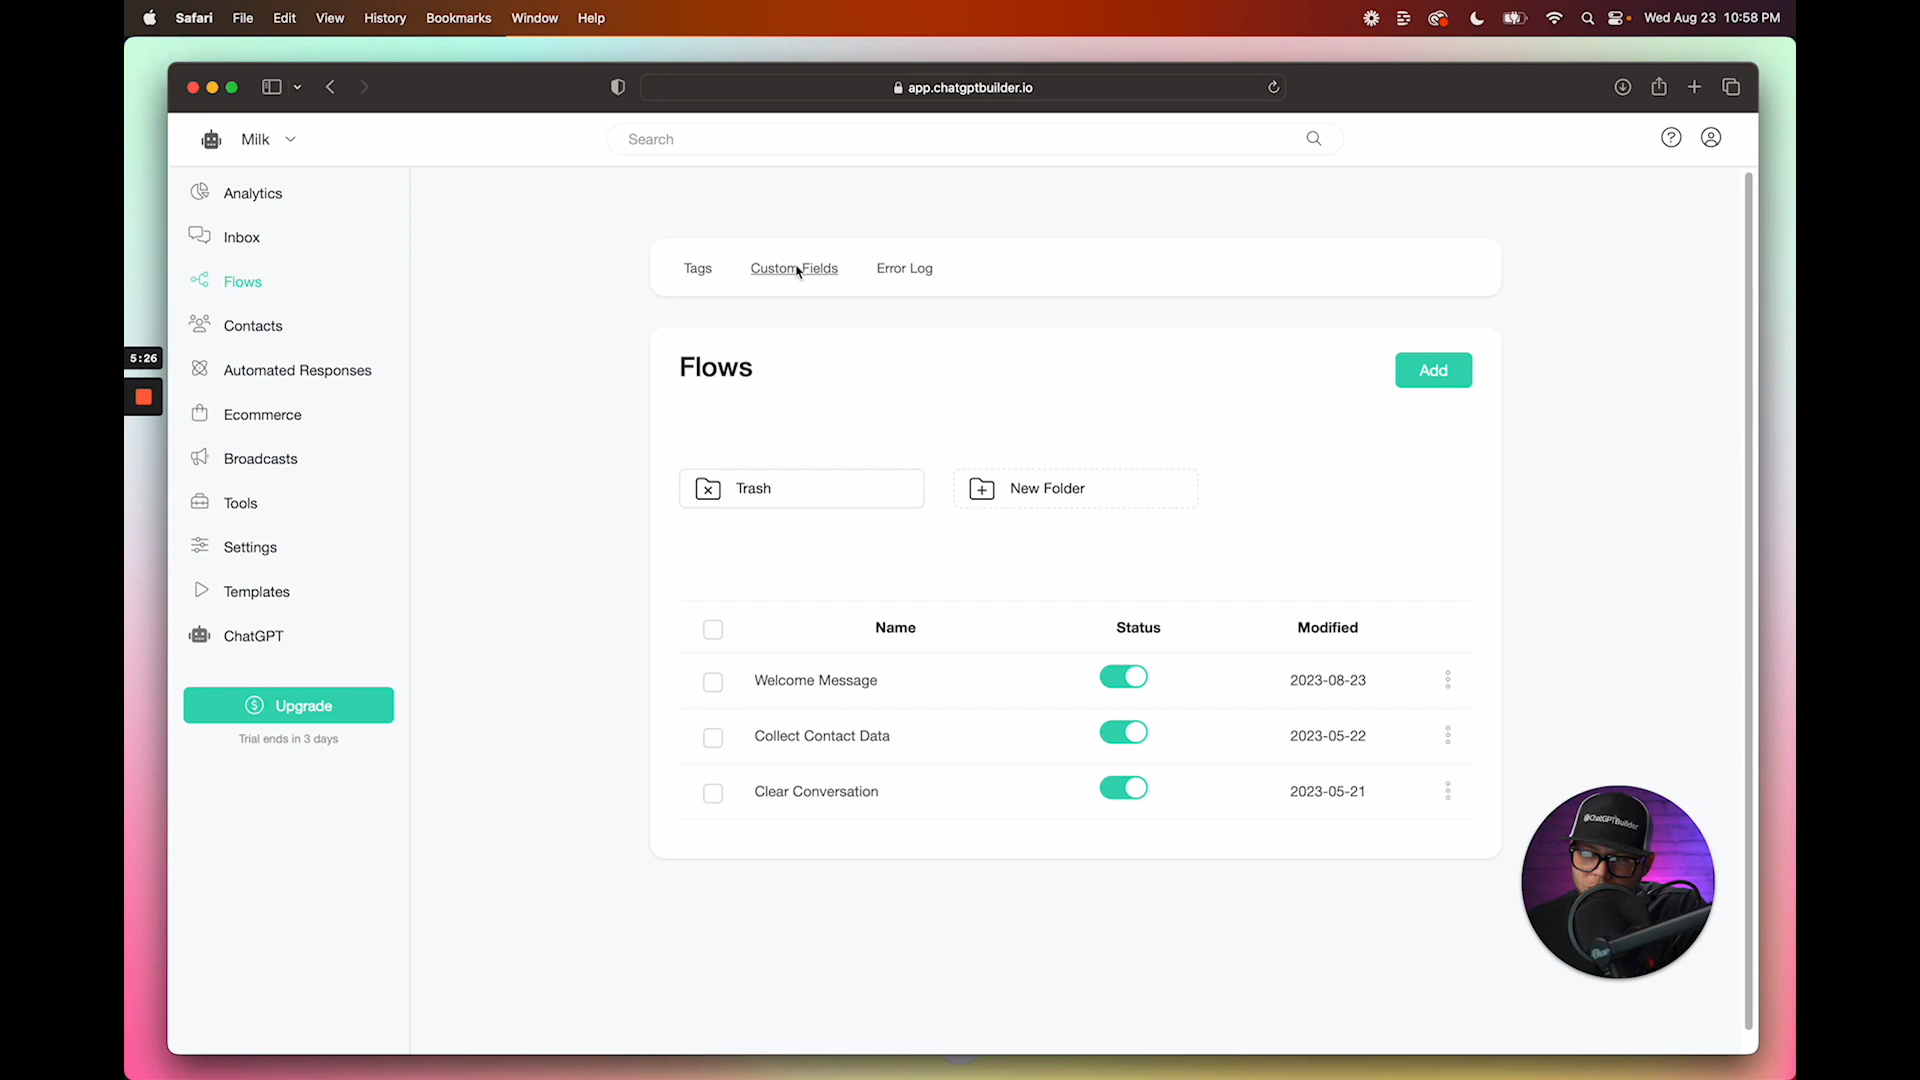 Safari File Edit View History Bookmarks Window Help Wed Aug 23 10:58 PM
app.chatgptbuilder.io
Milk
Search
Analytics
Inbox
Tags Custom Fields Error Log
Flows
Contacts
5:26
Flows
Add
Automated Responses
Ecommerce
Broadcasts
Trash New Folder
Tools
Settings
Templates
Name Status Modified
ChatGPT
Welcome Message 2023-08-23
Upgrade
Trial ends in 3 days
Collect Contact Data 2023-05-22
Clear Conversation 2023-05-21
@ChatGPTBuilder
Blue